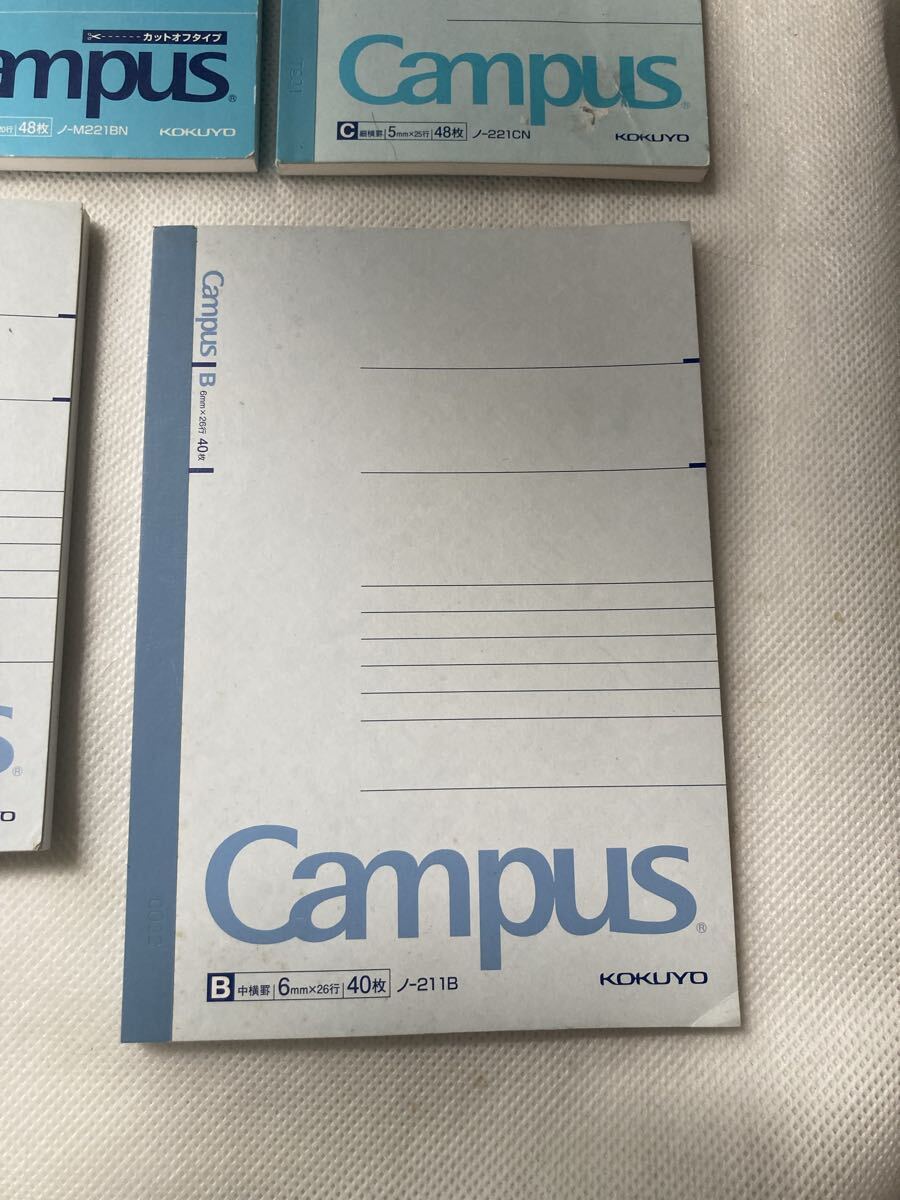 カットオフタイプ
ampus®
48枚 ノ-M221BN KOKUYO
Campus®
C 細横罫 5mm×25行 48枚 ノ-221CN KOKUYO
Campus B 6mm×26行 40枚
s®
YO
Campus®
B 中横罫 6mm×26行 40枚 ノ-211B KOKUYO